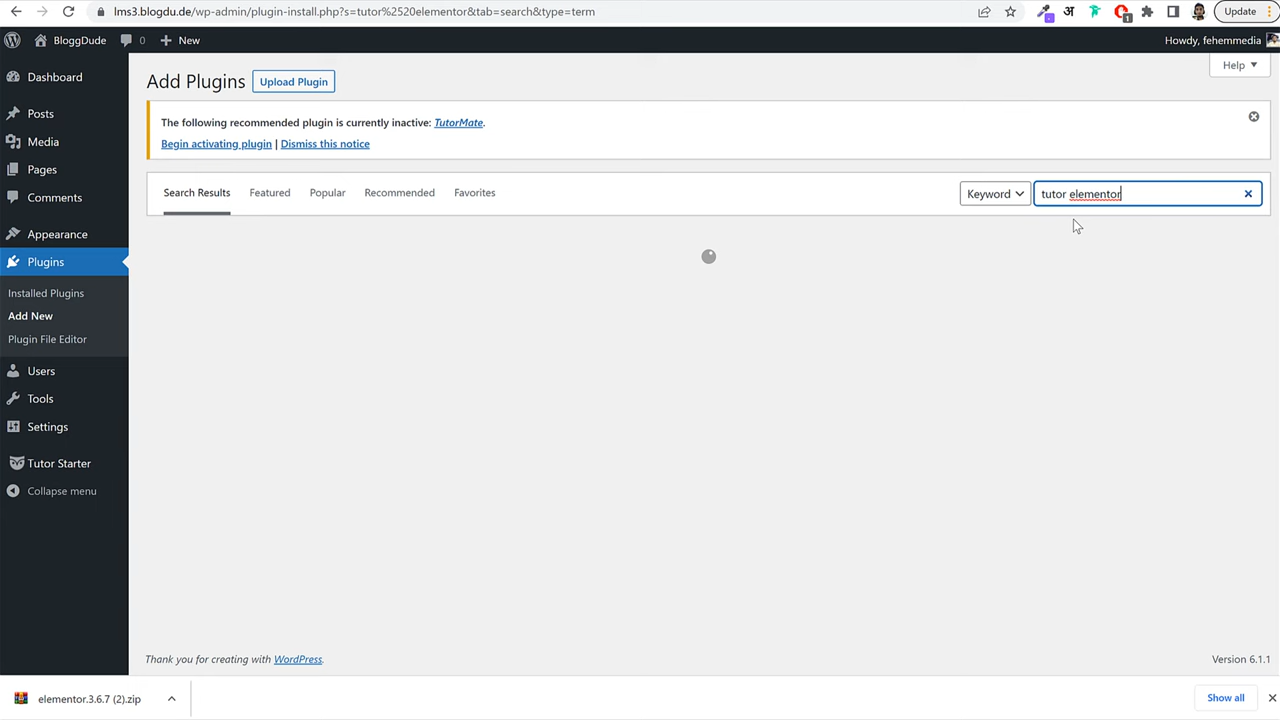 lms3.blogdu.de/wp-admin/plugin-install.php?s=tutor%2520elementor&tab=search&type=term
अ
1
Update
BloggDude
0
New
Howdy, fehemmedia
Dashboard
Posts
Media
Pages
Comments
Appearance
Plugins
Installed Plugins
Add New
Plugin File Editor
Users
Tools
Settings
Tutor Starter
Collapse menu
Help
Add Plugins
Upload Plugin
The following recommended plugin is currently inactive: TutorMate.
Begin activating plugin | Dismiss this notice
Search Results
Featured
Popular
Recommended
Favorites
Keyword
tutor elementor
Thank you for creating with WordPress.
Version 6.1.1
elementor.3.6.7 (2).zip
Show all